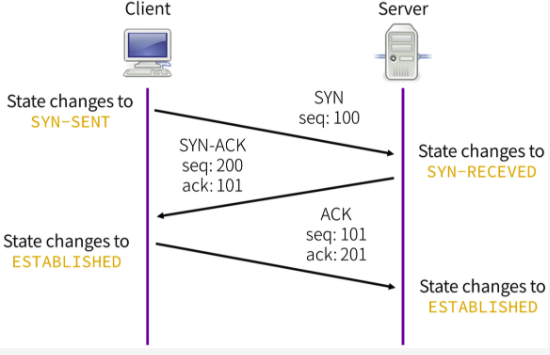 Client
Server
State changes to
SYN-SENT
SYN
seq: 100
SYN-ACK
seq: 200
ack: 101
State changes to
SYN-RECEVED
State changes to
ESTABLISHED
ACK
seq: 101
ack: 201
State changes to
ESTABLISHED